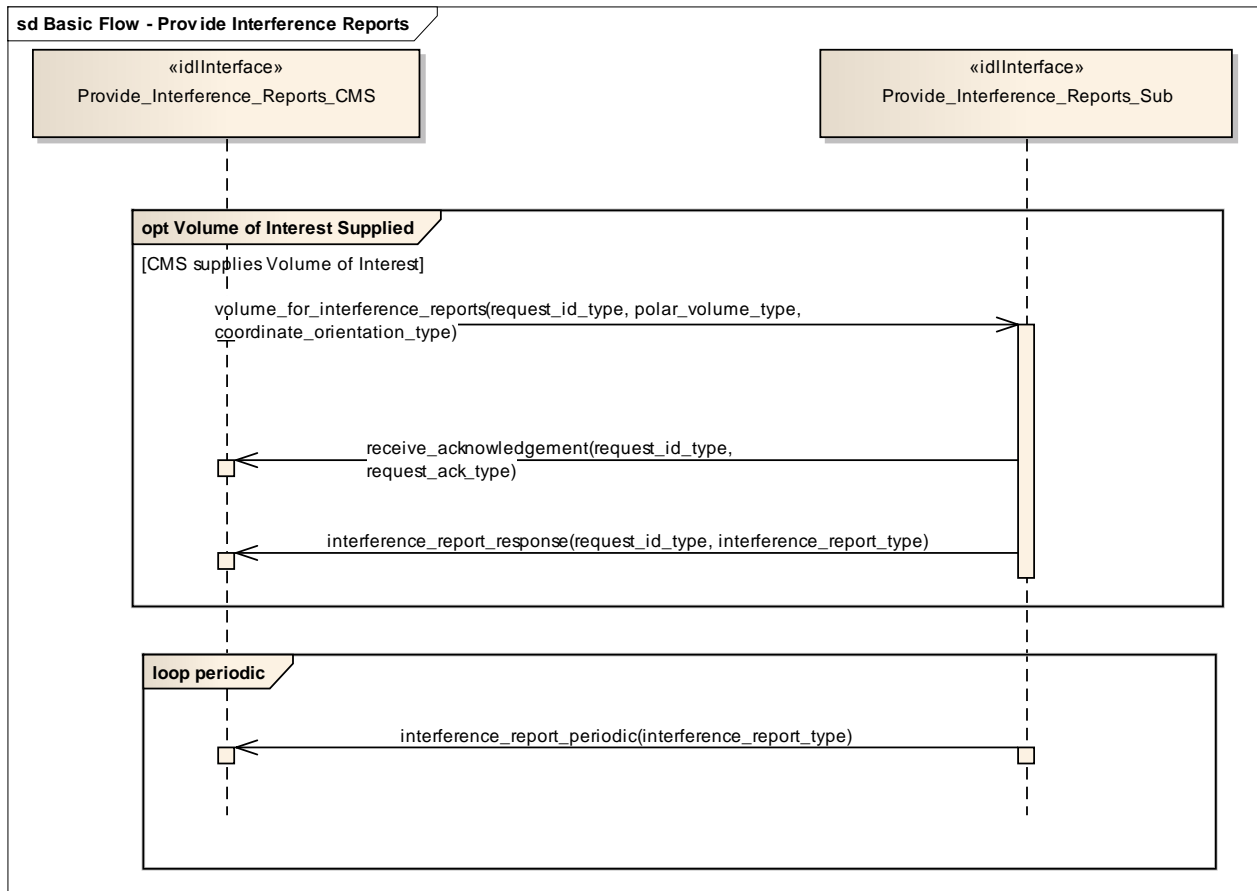 sd Basic Flow - Provide Interference Reports
«idlInterface»
Provide_Interference_Reports_CMS
«idlInterface»
Provide_Interference_Reports_Sub
opt Volume of Interest Supplied
[CMS supplies Volume of Interest]
volume_for_interference_reports(request_id_type, polar_volume_type,
coordinate_orientation_type)
receive_acknowledgement(request_id_type,
request_ack_type)
interference_report_response(request_id_type, interference_report_type)
loop periodic
interference_report_periodic(interference_report_type)